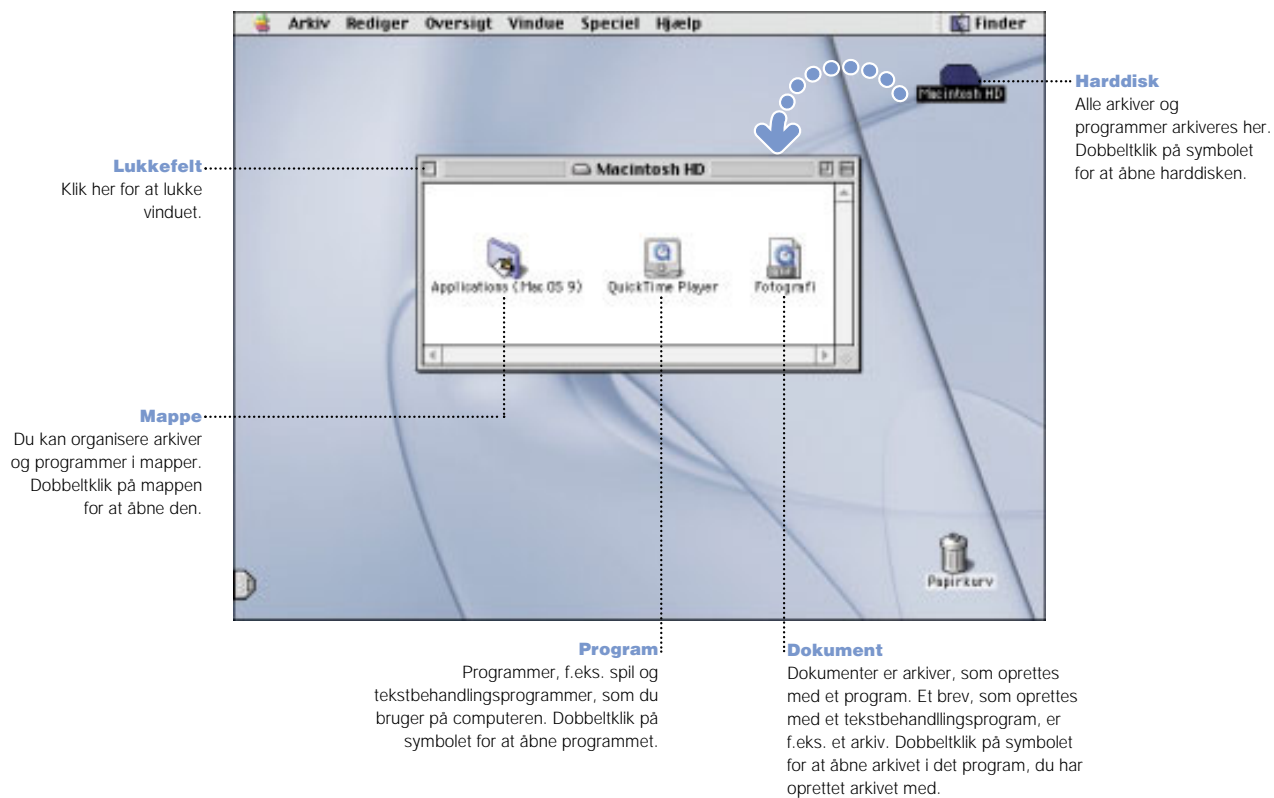 Arkiv Rediger Oversigt Vindue Speciel Hjælp Finder
Macintosh HD
Harddisk
Alle arkiver og
programmer arkiveres her.
Dobbeltklik på symbolet
for at åbne harddisken.
Lukkefelt
Klik her for at lukke
vinduet.
Macintosh HD
Applications (Mac OS 9) QuickTime Player Fotografi
Mappe
Du kan organisere arkiver
og programmer i mapper.
Dobbeltklik på mappen
for at åbne den.
Papirkurv
Program
Programmer, f.eks. spil og
tekstbehandlingsprogrammer, som du
bruger på computeren. Dobbeltklik på
symbolet for at åbne programmet.
Dokument
Dokumenter er arkiver, som oprettes
med et program. Et brev, som oprettes
med et tekstbehandllingsprogram, er
f.eks. et arkiv. Dobbeltklik på symbolet
for at åbne arkivet i det program, du har
oprettet arkivet med.